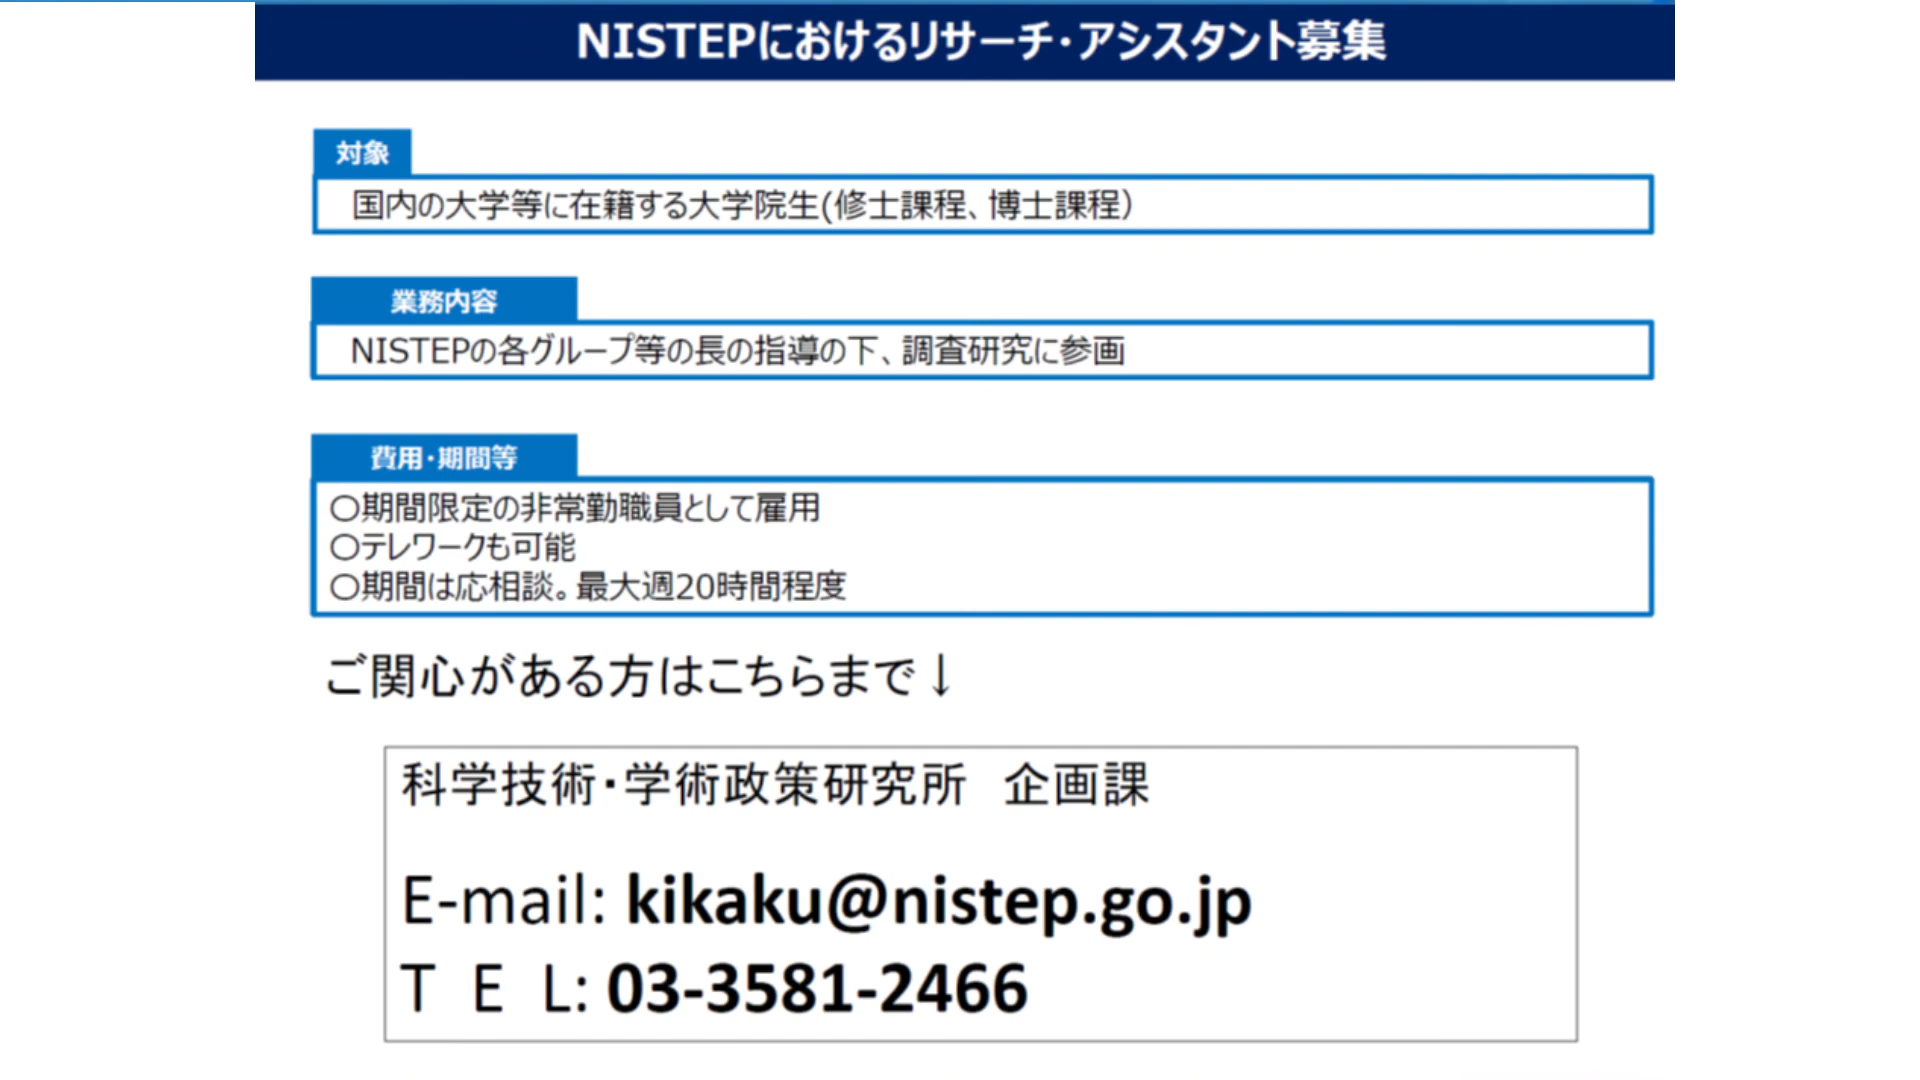 NISTEPにおけるリサーチ・アシスタント募集
対象
国内の大学等に在籍する大学院生(修士課程、博士課程）
業務内容
NISTEPの各グループ等の長の指導の下、調査研究に参画
費用・期間等
〇期間限定の非常勤職員として雇用
〇テレワークも可能
〇期間は応相談。最大週20時間程度
ご関心がある方はこちらまで↓
科学技術・学術政策研究所　企画課
E-mail: kikaku@nistep.go.jp
T E L: 03-3581-2466